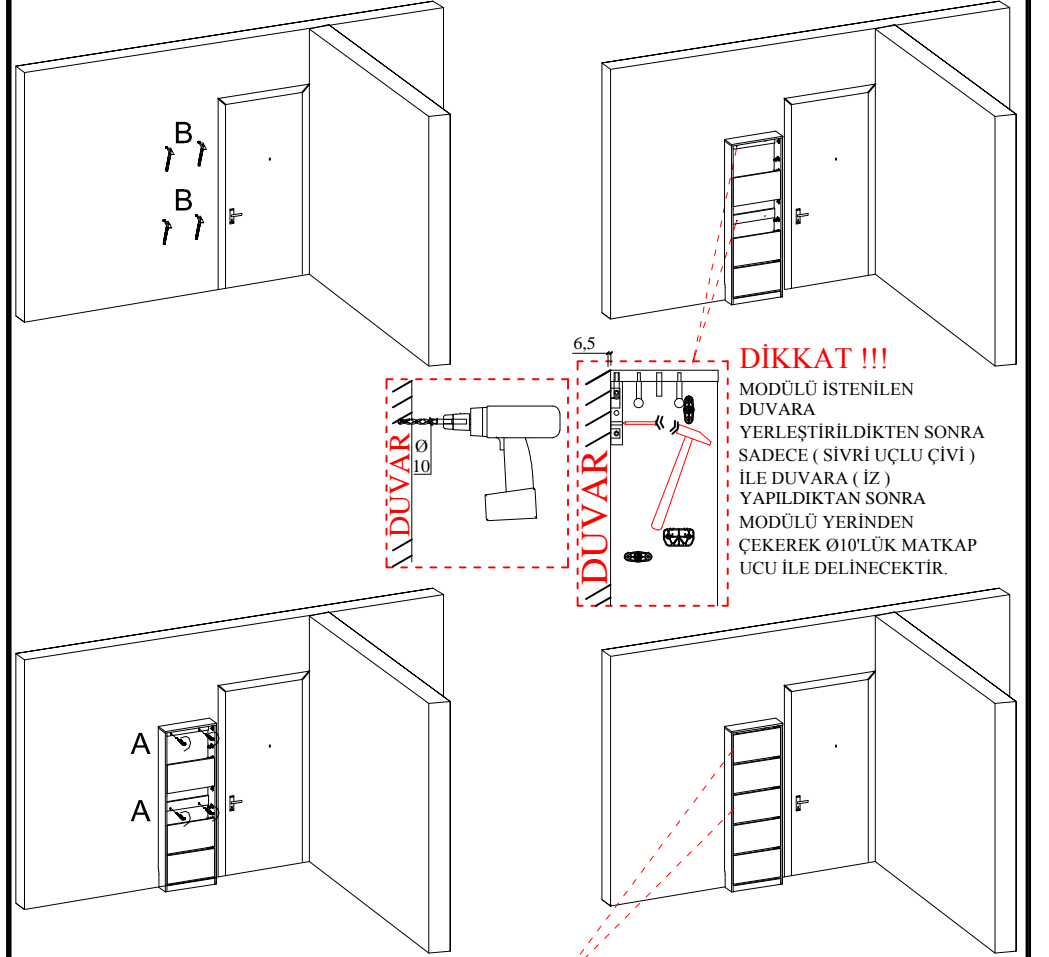 B
B
6,5
DİKKAT !!!
MODÜLÜ İSTENİLEN
DUVARA
YERLEŞTİRİLDİKTEN SONRA
SADECE ( SİVRİ UÇLU ÇİVİ )
İLE DUVARA ( İZ )
YAPILDIKTAN SONRA
MODÜLÜ YERİNDEN
ÇEKEREK Ø10'LÜK MATKAP
UCU İLE DELİNECEKTİR.
DUVAR
Ø
10
DUVAR
A
A